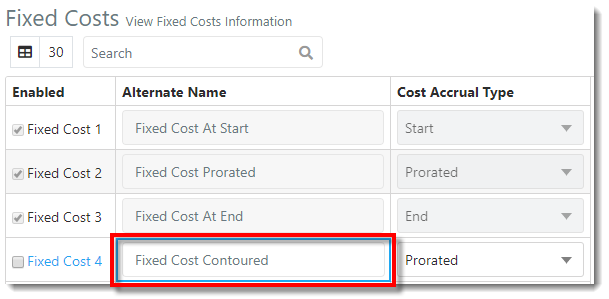 Fixed Costs View Fixed Costs Information
30 Search
Enabled Alternate Name Cost Accrual Type
Fixed Cost 1 Fixed Cost At Start Start
Fixed Cost 2 Fixed Cost Prorated Prorated
Fixed Cost 3 Fixed Cost At End End
Fixed Cost 4 Fixed Cost Contoured Prorated